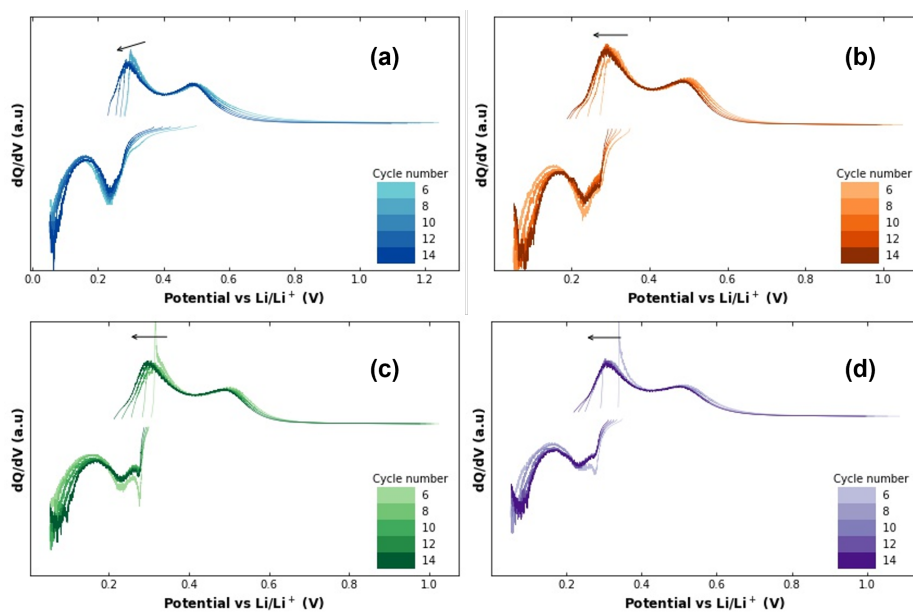 (a)
dQ/dV (a.u)
Cycle number
6
8
10
12
14
0.0 0.2 0.4 0.6 0.8 1.0 1.2
Potential vs Li/Li⁺ (V)
(b)
dQ/dV (a.u)
Cycle number
6
8
10
12
14
0.2 0.4 0.6 0.8 1.0
Potential vs Li/Li⁺ (V)
(c)
dQ/dV (a.u)
Cycle number
6
8
10
12
14
0.2 0.4 0.6 0.8 1.0
Potential vs Li/Li⁺ (V)
(d)
dQ/dV (a.u)
Cycle number
6
8
10
12
14
0.2 0.4 0.6 0.8 1.0
Potential vs Li/Li⁺ (V)